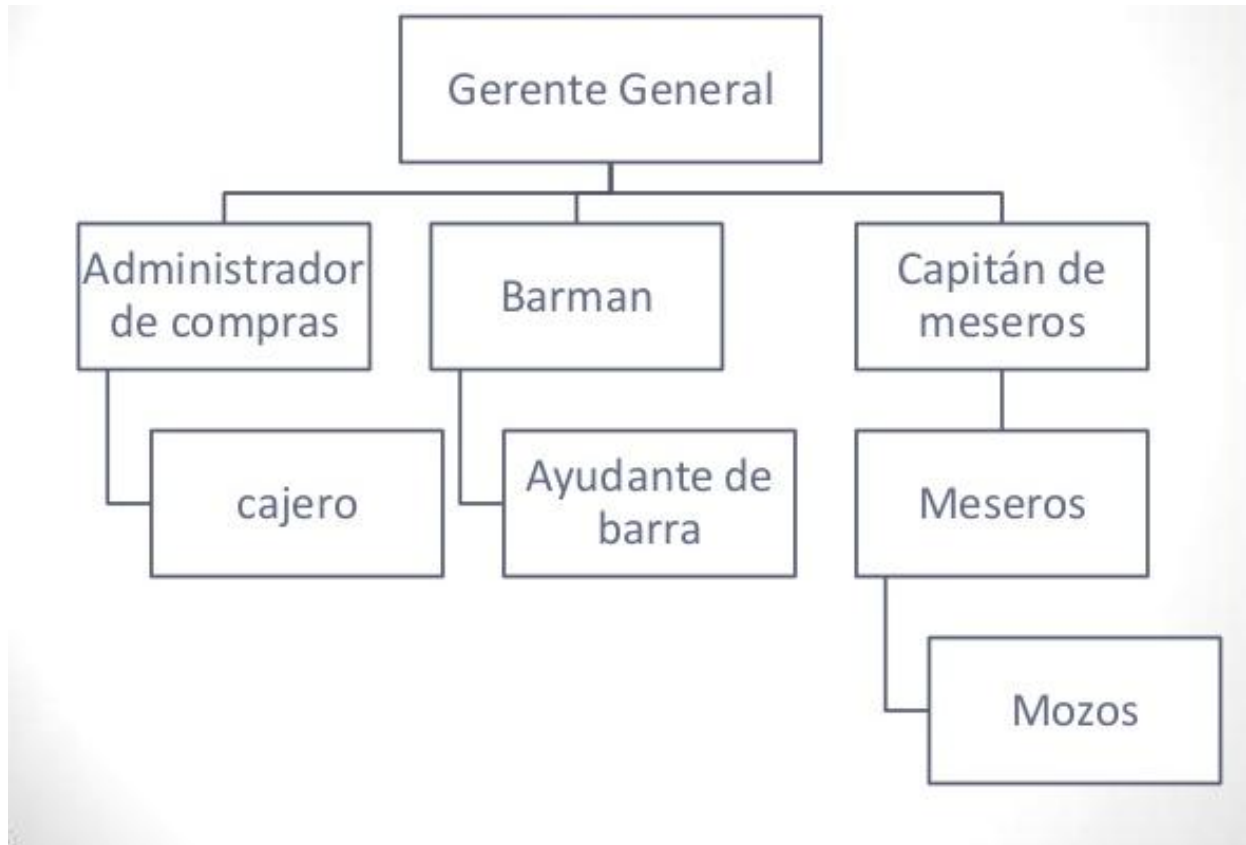 Gerente General
Administrador
de compras
Barman
Capitán de
meseros
cajero
Ayudante de
barra
Meseros
Mozos